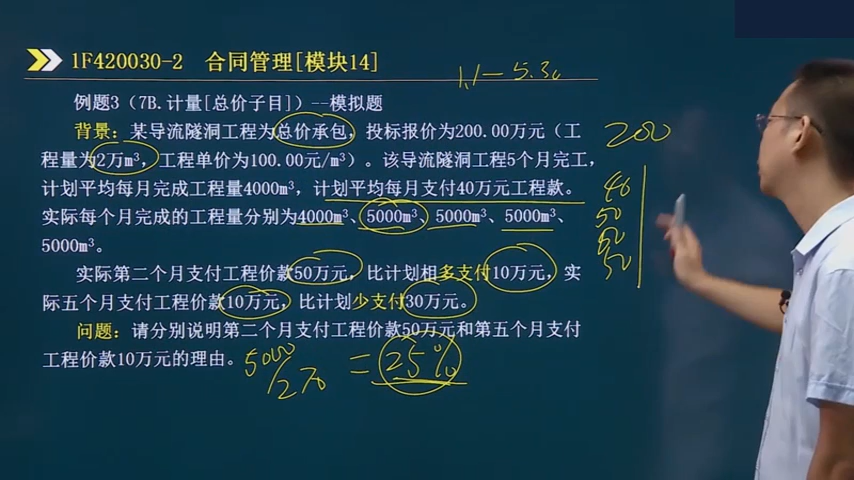 1F420030-2 合同管理[模块14]
1.1—5.30
例题3（7B.计量[总价子目]）--模拟题
背景：某导流隧洞工程为总价承包，投标报价为200.00万元（工
程量为2万m³，工程单价为100.00元/m³）。该导流隧洞工程5个月完工，
计划平均每月完成工程量4000m³，计划平均每月支付40万元工程款。
实际每个月完成的工程量分别为4000m³、5000m³、5000m³、5000m³、
5000m³。
实际第二个月支付工程价款50万元，比计划相多支付10万元，实
际五个月支付工程价款10万元，比计划少支付30万元。
问题：请分别说明第二个月支付工程价款50万元和第五个月支付
工程价款10万元的理由。
5000/2万 = 25%
200
40
50
50
50